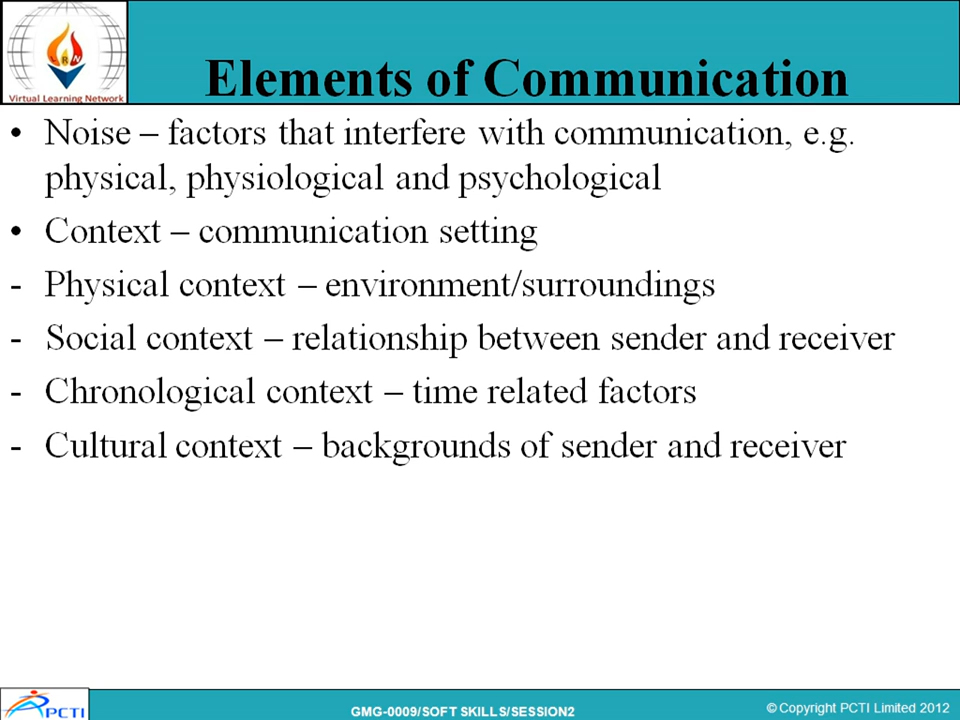 RN
Virtual Learning Network
Elements of Communication
• Noise – factors that interfere with communication, e.g.
physical, physiological and psychological
• Context – communication setting
- Physical context – environment/surroundings
- Social context – relationship between sender and receiver
- Chronological context – time related factors
- Cultural context – backgrounds of sender and receiver
PCTI
GMG-0009/SOFT SKILLS/SESSION2
© Copyright PCTI Limited 2012